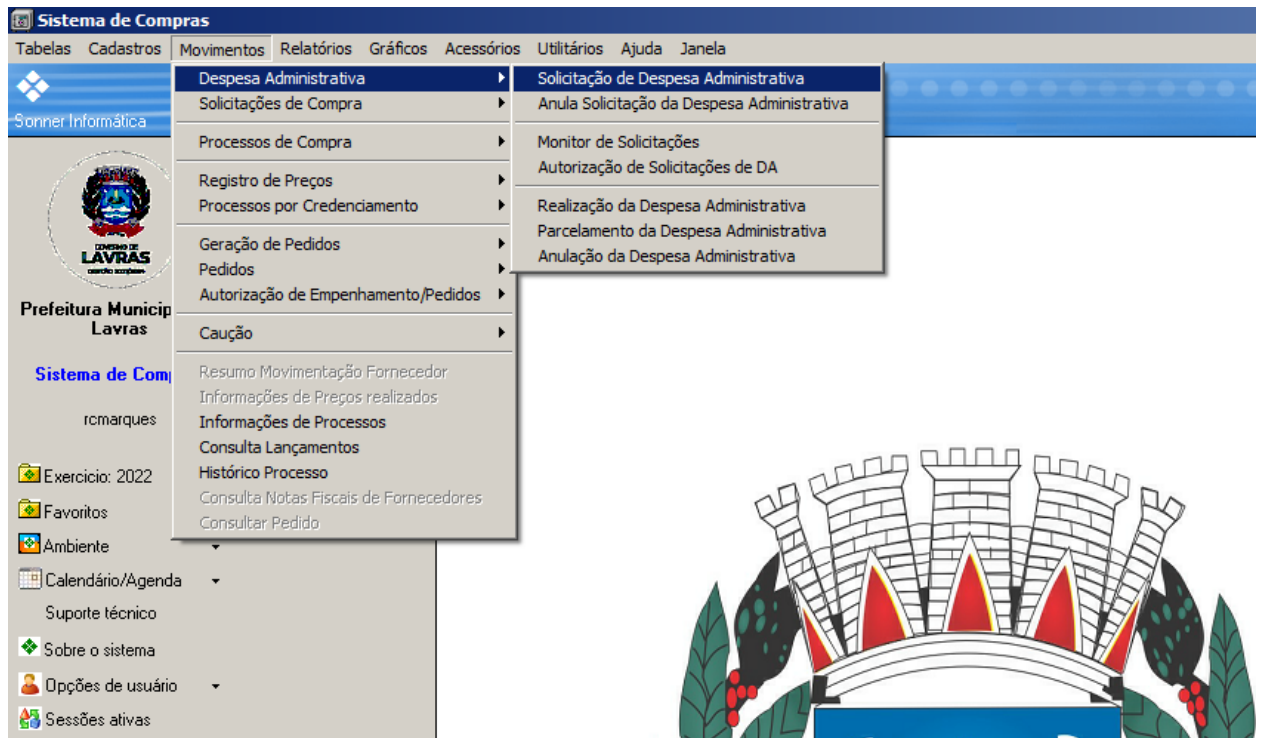 Sistema de Compras
Tabelas Cadastros Movimentos Relatórios Gráficos Acessórios Utilitários Ajuda Janela
Sonner Informática
GOVERNO DE
LAVRAS
Prefeitura Municip
Lavras
Sistema de Com
rcmarques
Exercicio: 2022
Favoritos
Ambiente
Calendário/Agenda
Suporte técnico
Sobre o sistema
Opções de usuário
Sessões ativas
Despesa Administrativa
Solicitações de Compra
Processos de Compra
Registro de Preços
Processos por Credenciamento
Geração de Pedidos
Pedidos
Autorização de Empenhamento/Pedidos
Caução
Resumo Movimentação Fornecedor
Informações de Preços realizados
Informações de Processos
Consulta Lançamentos
Histórico Processo
Consulta Notas Fiscais de Fornecedores
Consultar Pedido
Solicitação de Despesa Administrativa
Anula Solicitação da Despesa Administrativa
Monitor de Solicitações
Autorização de Solicitações de DA
Realização da Despesa Administrativa
Parcelamento da Despesa Administrativa
Anulação da Despesa Administrativa